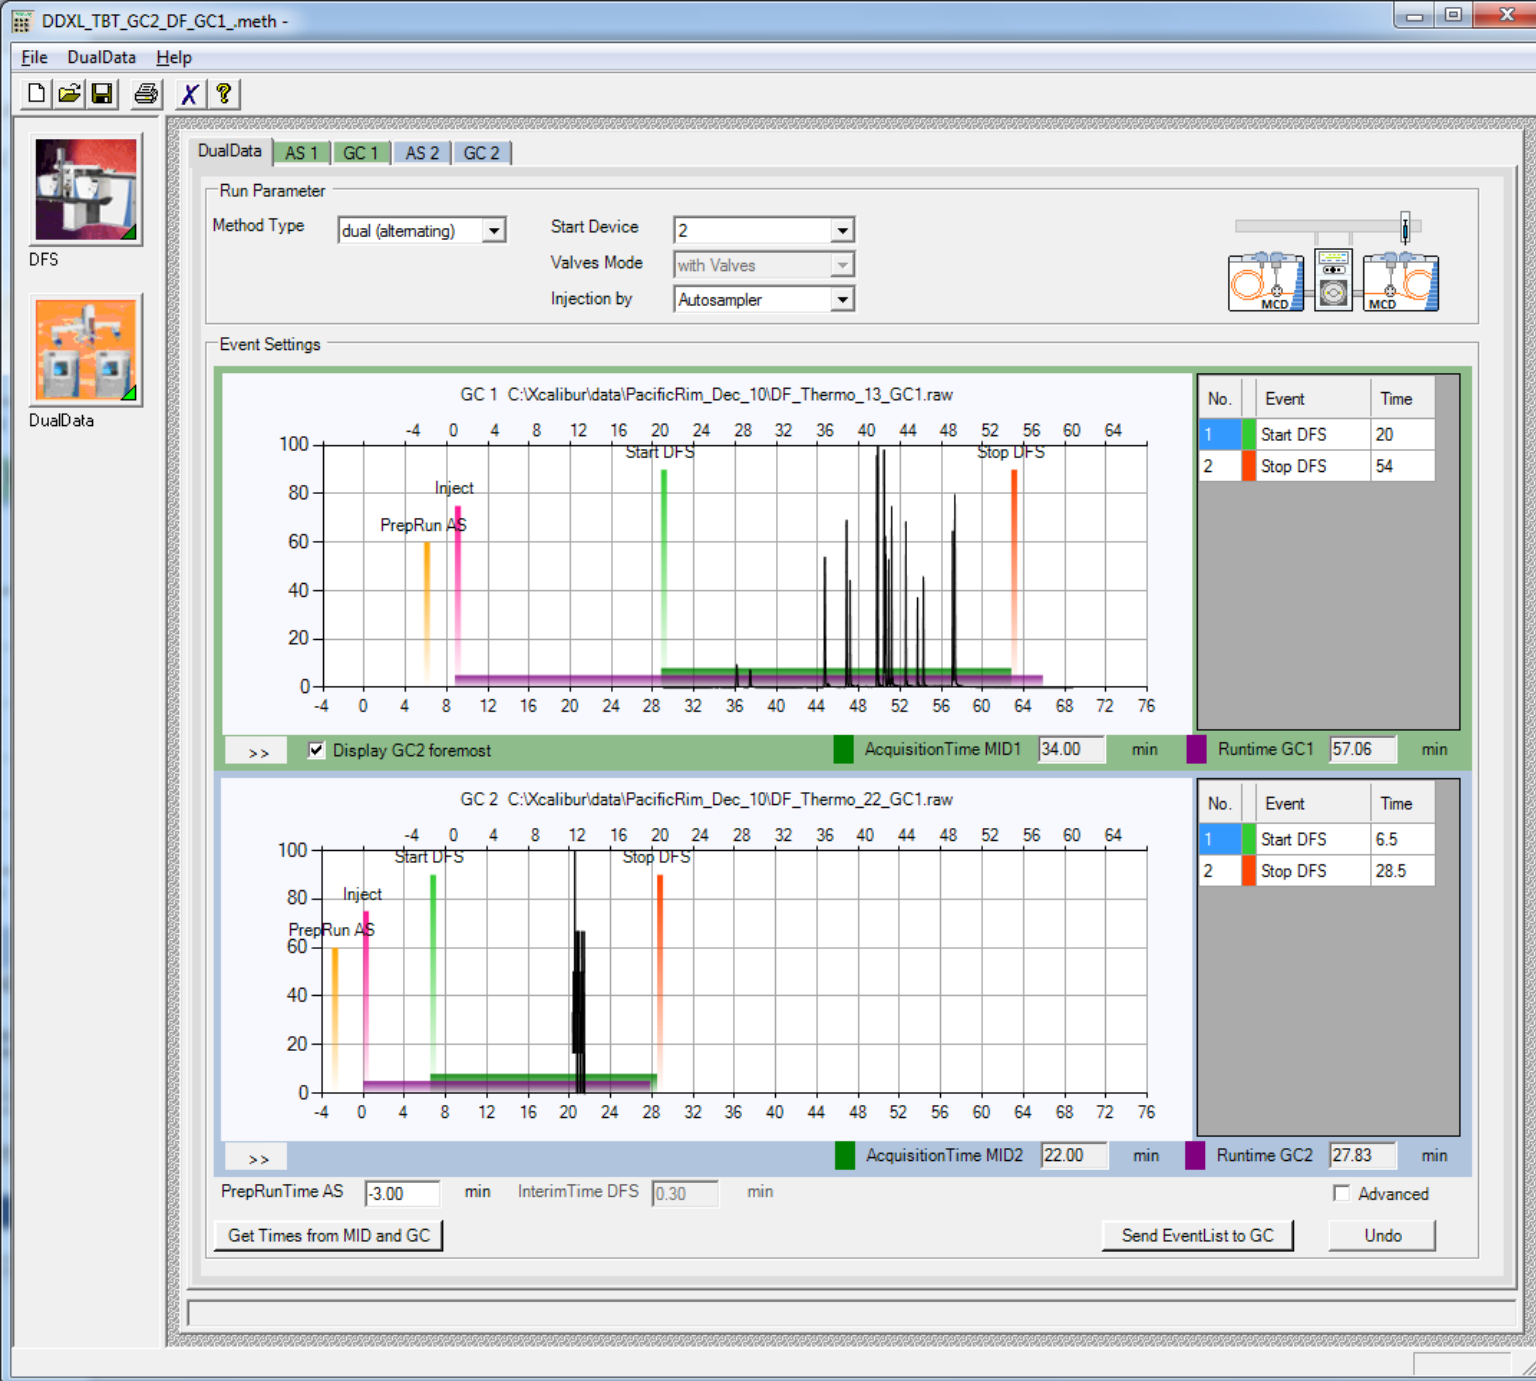 DDXL_TBT_GC2_DF_GC1_.meth -
File DualData Help
DFS
DualData
DualData AS 1 GC 1 AS 2 GC 2
Run Parameter
Method Type dual (alternating) Start Device 2
Valves Mode with Valves
Injection by Autosampler
MCD MCD
Event Settings
GC 1 C:\Xcalibur\data\PacificRim_Dec_10\DF_Thermo_13_GC1.raw
-4 0 4 8 12 16 20 24 28 32 36 40 44 48 52 56 60 64
100 80 60 40 20 0
PrepRun AS Inject Start DFS Stop DFS
-4 0 4 8 12 16 20 24 28 32 36 40 44 48 52 56 60 64 68 72 76
No. Event Time
1 Start DFS 20
2 Stop DFS 54
>> Display GC2 foremost AcquisitionTime MID1 34.00 min Runtime GC1 57.06 min
GC 2 C:\Xcalibur\data\PacificRim_Dec_10\DF_Thermo_22_GC1.raw
-4 0 4 8 12 16 20 24 28 32 36 40 44 48 52 56 60 64
100 80 60 40 20 0
PrepRun AS Inject Start DFS Stop DFS
-4 0 4 8 12 16 20 24 28 32 36 40 44 48 52 56 60 64 68 72 76
No. Event Time
1 Start DFS 6.5
2 Stop DFS 28.5
>> AcquisitionTime MID2 22.00 min Runtime GC2 27.83 min
PrepRunTime AS -3.00 min InterimTime DFS 0.30 min Advanced
Get Times from MID and GC Send EventList to GC Undo